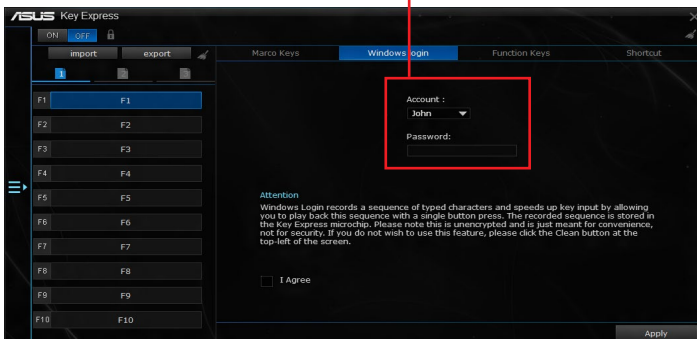 ASUS Key Express
ON OFF
import export
Marco Keys Windows login Function Keys Shortcut
1 2 3
Account :
John
Password:
F1 F1
F2 F2
F3 F3
F4 F4
F5 F5
F6 F6
F7 F7
F8 F8
F9 F9
F10 F10
Attention
Windows Login records a sequence of typed characters and speeds up key input by allowing
you to play back this sequence with a single button press. The recorded sequence is stored in
the Key Express microchip. Please note this is unencrypted and is just meant for convenience,
not for security. If you do not wish to use this feature, please click the Clean button at the
top-left of the screen.
I Agree
Apply